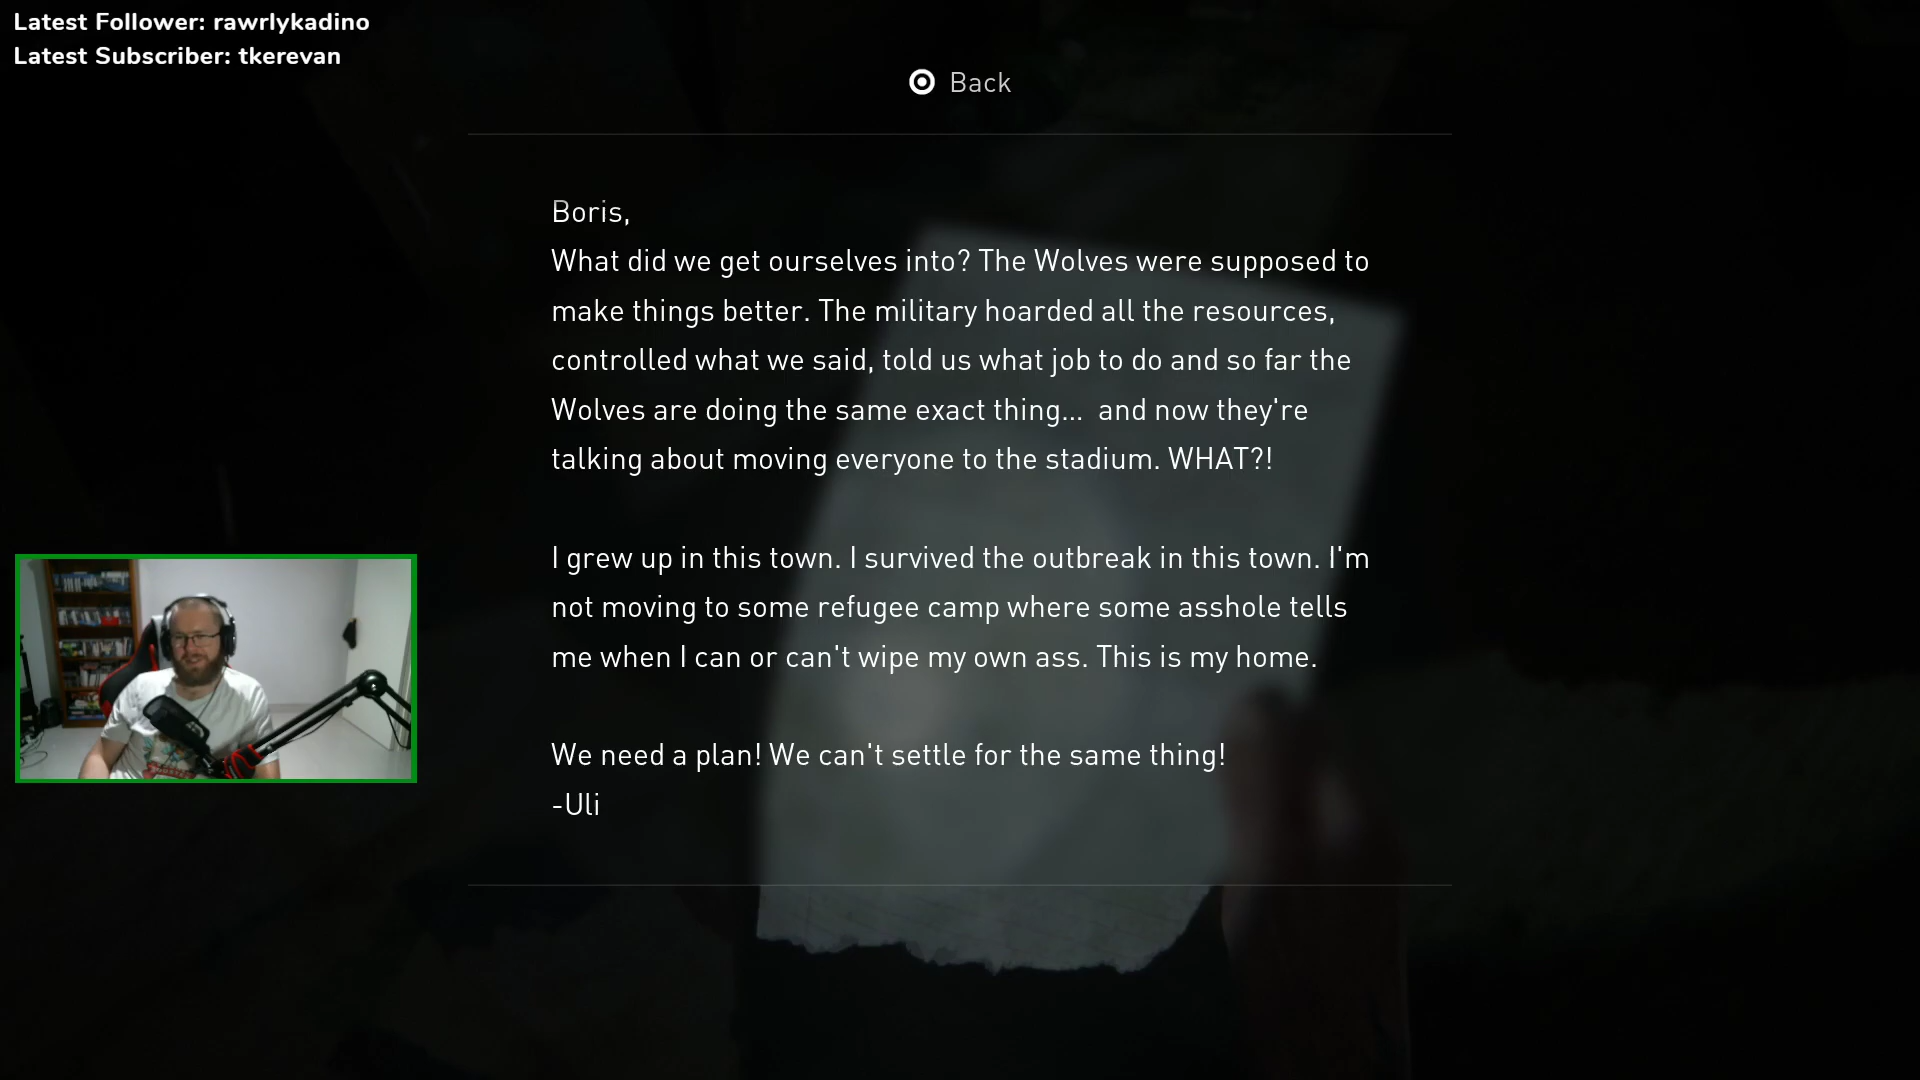 Latest Follower: rawrlykadino
Latest Subscriber: tkerevan
Back
Boris,
What did we get ourselves into? The Wolves were supposed to
make things better. The military hoarded all the resources,
controlled what we said, told us what job to do and so far the
Wolves are doing the same exact thing... and now they're
talking about moving everyone to the stadium. WHAT?!
I grew up in this town. I survived the outbreak in this town. I'm
not moving to some refugee camp where some asshole tells
me when I can or can't wipe my own ass. This is my home.
We need a plan! We can't settle for the same thing!
-Uli